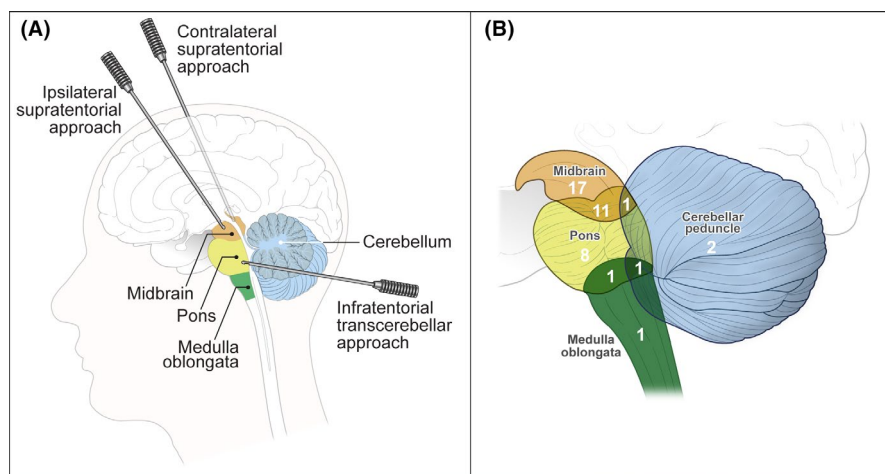 (A)
Contralateral
supratentorial
approach
Ipsilateral
supratentorial
approach
Cerebellum
Midbrain
Pons
Medulla
oblongata
Infratentorial
transcerebellar
approach
(B)
Midbrain
17
11
1
Cerebellar
peduncle
2
Pons
8
1
1
Medulla
oblongata
1